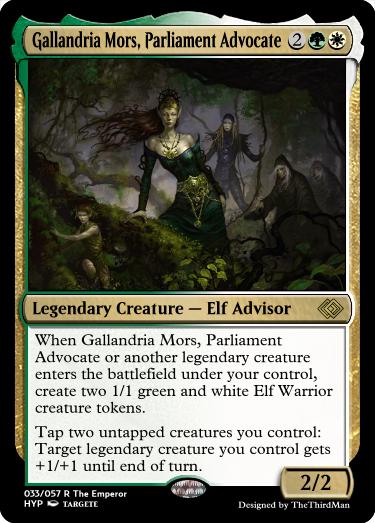 Gallandria Mors, Parliament Advocate 2
Legendary Creature — Elf Advisor
When Gallandria Mors, Parliament
Advocate or another legendary creature
enters the battlefield under your control,
create two 1/1 green and white Elf Warrior
creature tokens.
Tap two untapped creatures you control:
Target legendary creature you control gets
+1/+1 until end of turn.
2/2
033/057 R The Emperor
HYP TARGETE
Designed by TheThirdMan